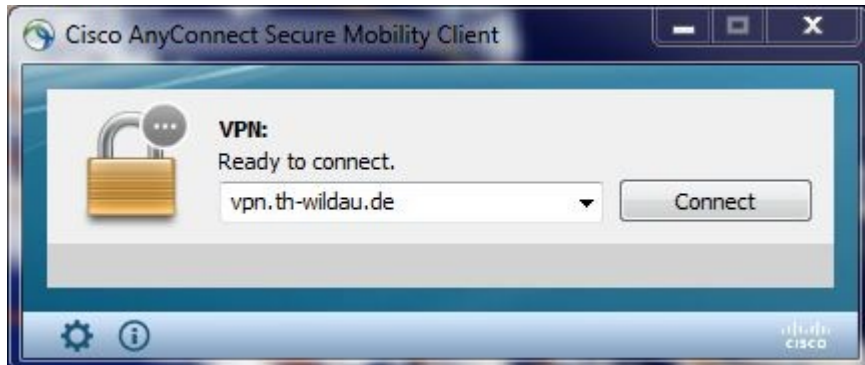 Cisco AnyConnect Secure Mobility Client
VPN:
Ready to connect.
vpn.th-wildau.de
Connect
cisco